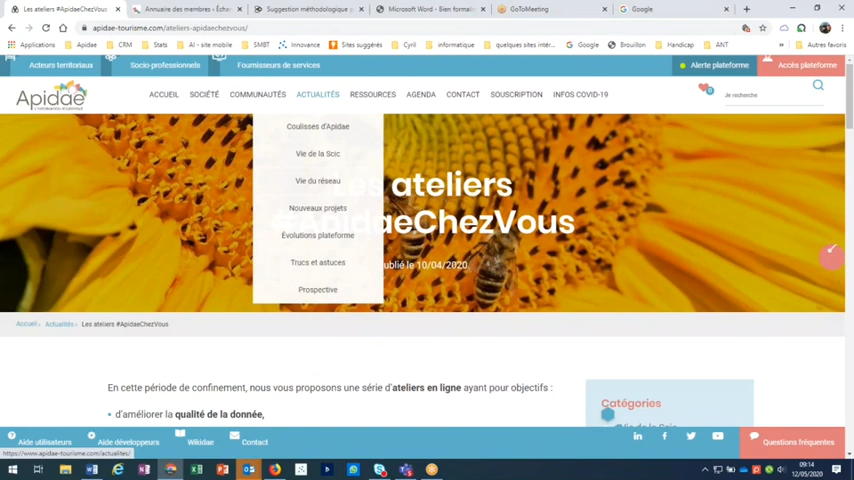 Les ateliers #ApidaeChezVous
Annuaire des membres • Écha
Suggestion méthodologique p
Microsoft Word - Bien formali
GoToMeeting
Google
apidae-tourisme.com/ateliers-apidaechezvous/
Applications
Apidae
CRM
Stats
AI - site mobile
SMBT
Innovance
Sites suggérés
Cyril
informatique
quelques sites intér...
Google
Brouillon
Handicap
ANT
Autres favoris
Acteurs territoriaux
Socio-professionnels
Fournisseurs de services
Alerte plateforme
Accès plateforme
Apidae
ACCUEIL
SOCIÉTÉ
COMMUNAUTÉS
ACTUALITÉS
RESSOURCES
AGENDA
CONTACT
SOUSCRIPTION
INFOS COVID-19
Je recherche
Coulisses d'Apidae
Vie de la Scic
Vie du réseau
Nouveaux projets
Évolutions plateforme
Trucs et astuces
Prospective
Les ateliers
#ApidaeChezVous
ublié le 10/04/2020
Accueil › Actualités › Les ateliers #ApidaeChezVous
En cette période de confinement, nous vous proposons une série d'ateliers en ligne ayant pour objectifs :
• d'améliorer la qualité de la donnée,
Catégories
Vie de la Scic
Aide utilisateurs
Aide développeurs
Wikidae
Contact
Questions fréquentes
https://www.apidae-tourisme.com/actualites/
09:14
12/05/2020